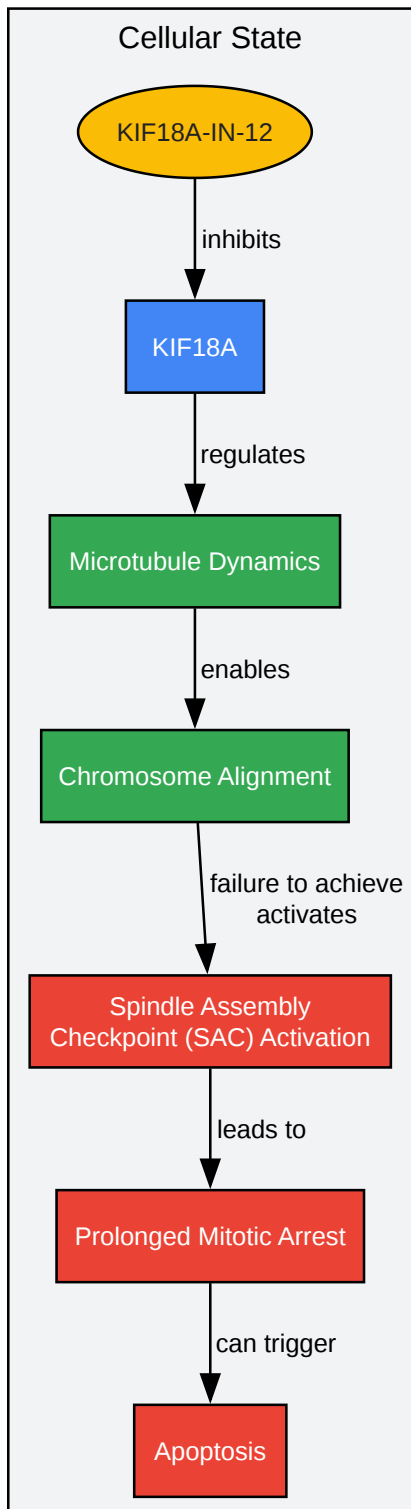 Cellular State
KIF18A-IN-12
inhibits
KIF18A
regulates
Microtubule Dynamics
enables
Chromosome Alignment
failure to achieve
activates
Spindle Assembly
Checkpoint (SAC) Activation
leads to
Prolonged Mitotic Arrest
can trigger
Apoptosis